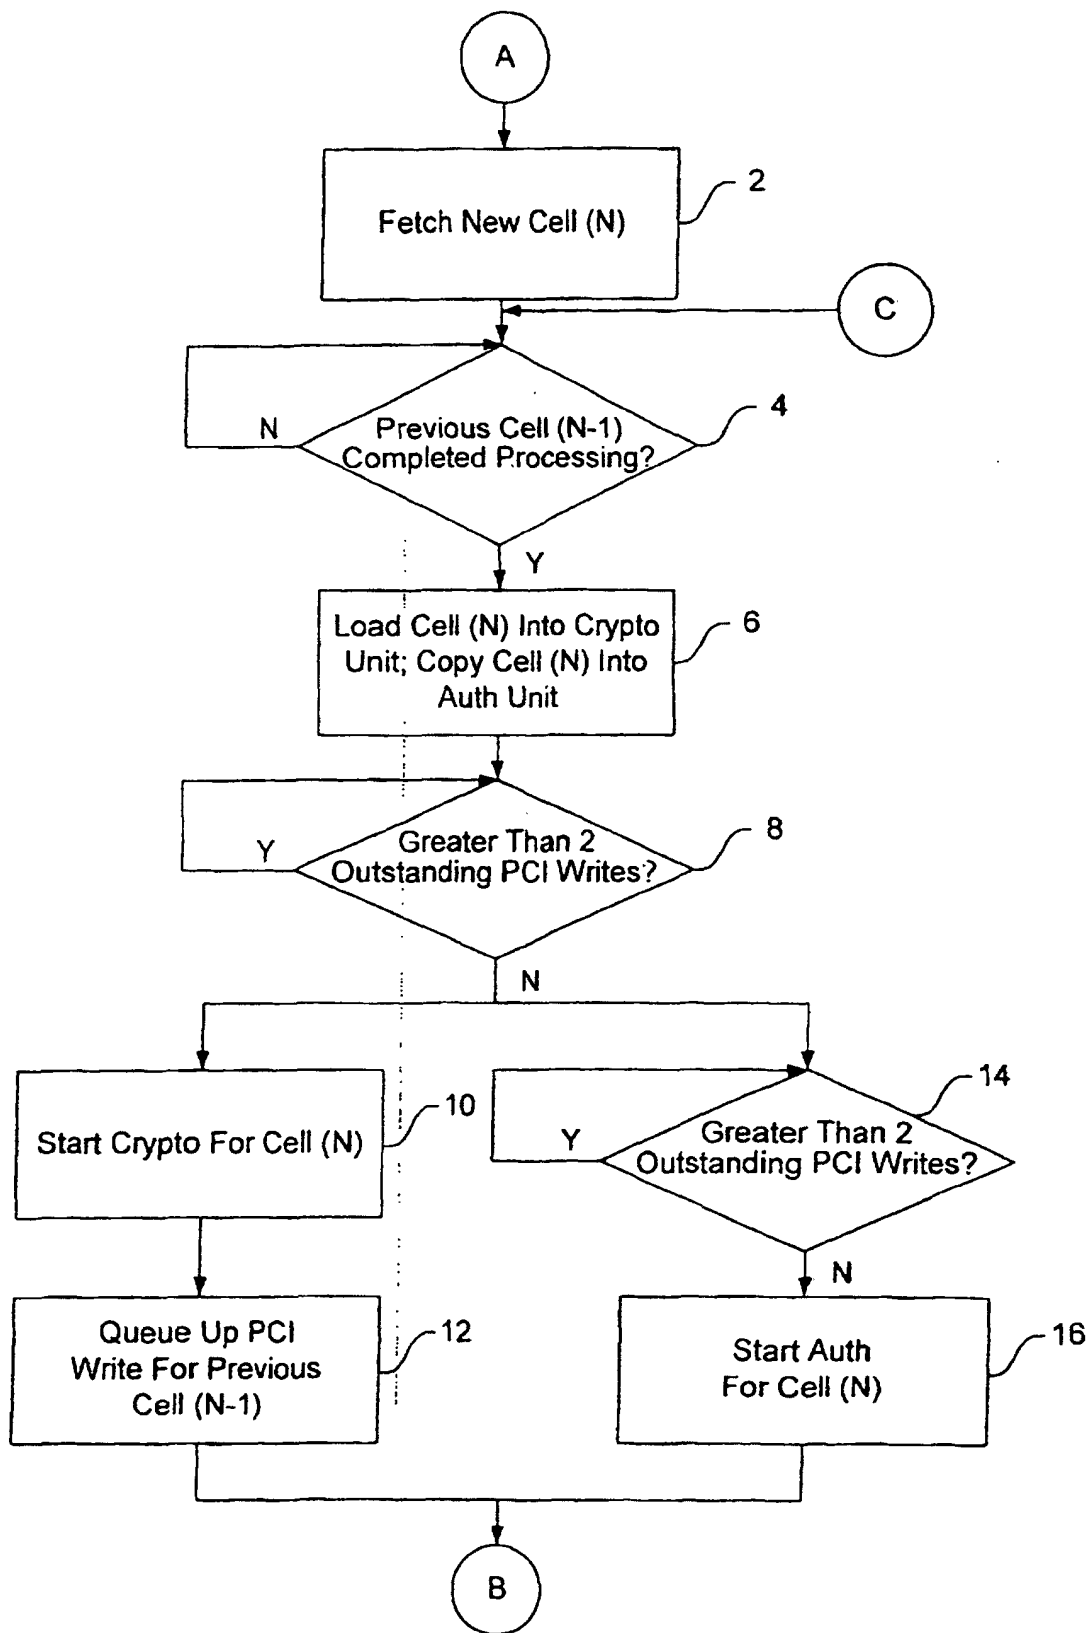 A
Fetch New Cell (N)
2
C
N
Previous Cell (N-1)
Completed Processing?
4
Y
Load Cell (N) Into Crypto
Unit; Copy Cell (N) Into
Auth Unit
6
Y
Greater Than 2
Outstanding PCI Writes?
8
N
Start Crypto For Cell (N)
10
Y
Greater Than 2
Outstanding PCI Writes?
14
N
Queue Up PCI
Write For Previous
Cell (N-1)
12
Start Auth
For Cell (N)
16
B